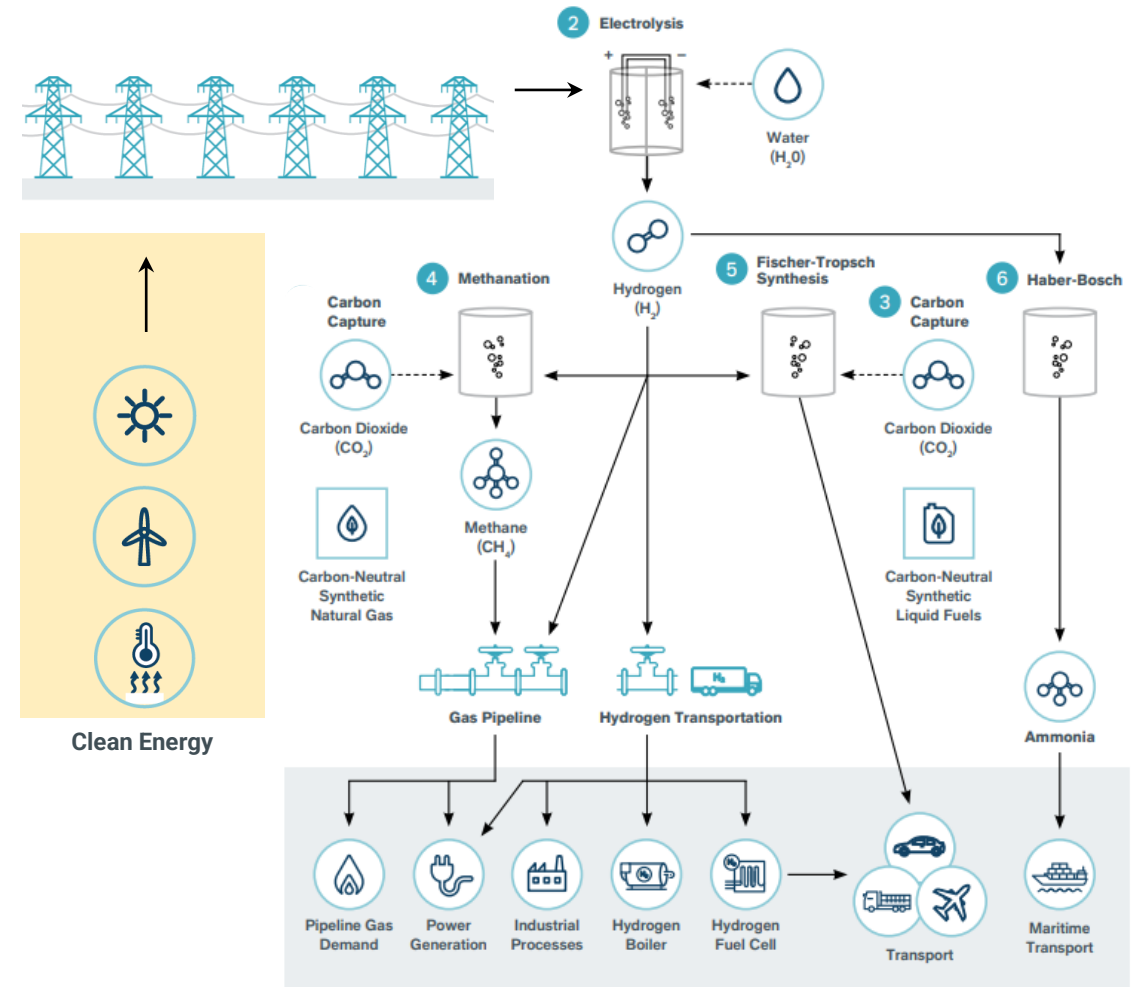 2 Electrolysis
+ −
Water
(H₂0)
Hydrogen
(H₂)
4 Methanation
5 Fischer-Tropsch
Synthesis
6 Haber-Bosch
Carbon
Capture
3 Carbon
Capture
Carbon Dioxide
(CO₂)
Carbon Dioxide
(CO₂)
Methane
(CH₄)
Carbon-Neutral
Synthetic
Natural Gas
Carbon-Neutral
Synthetic
Liquid Fuels
H₂
Gas Pipeline
Hydrogen Transportation
Ammonia
Clean Energy
H₂
H₂
Pipeline Gas
Demand
Power
Generation
Industrial
Processes
Hydrogen
Boiler
Hydrogen
Fuel Cell
Transport
Maritime
Transport